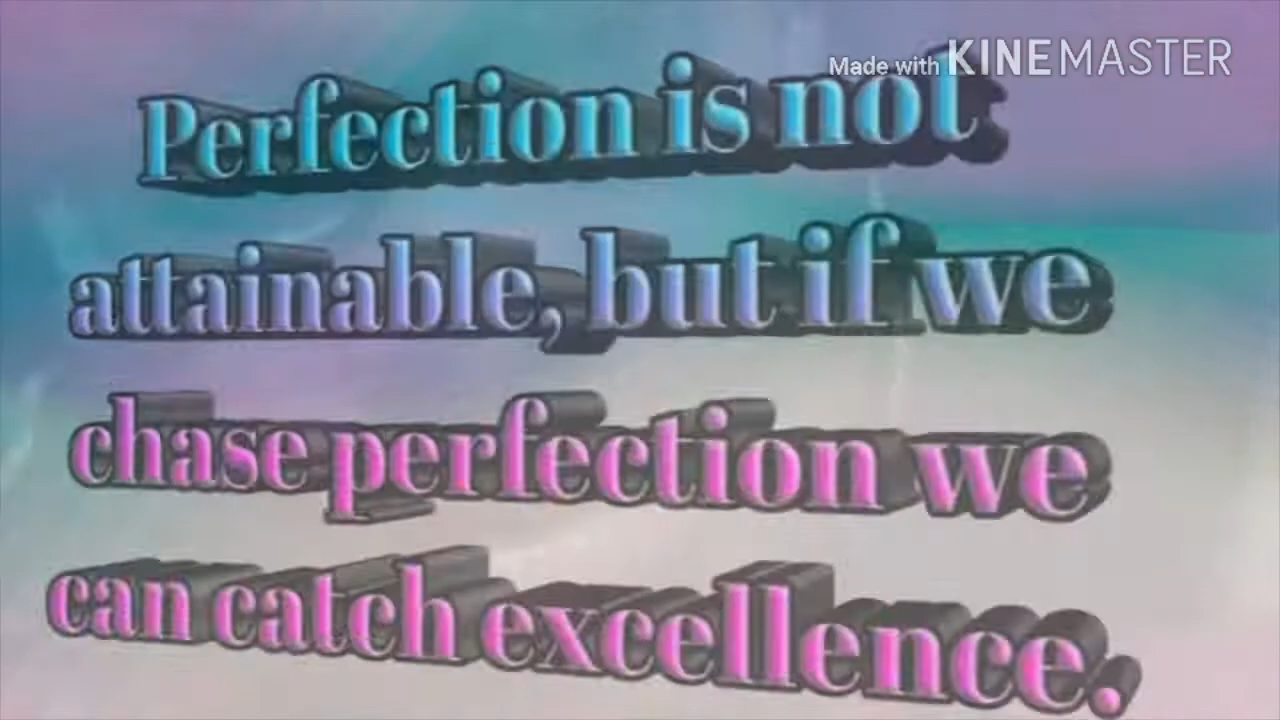 Made with KINEMASTER
Perfection is not
attainable, but if we
chase perfection we
can catch excellence.